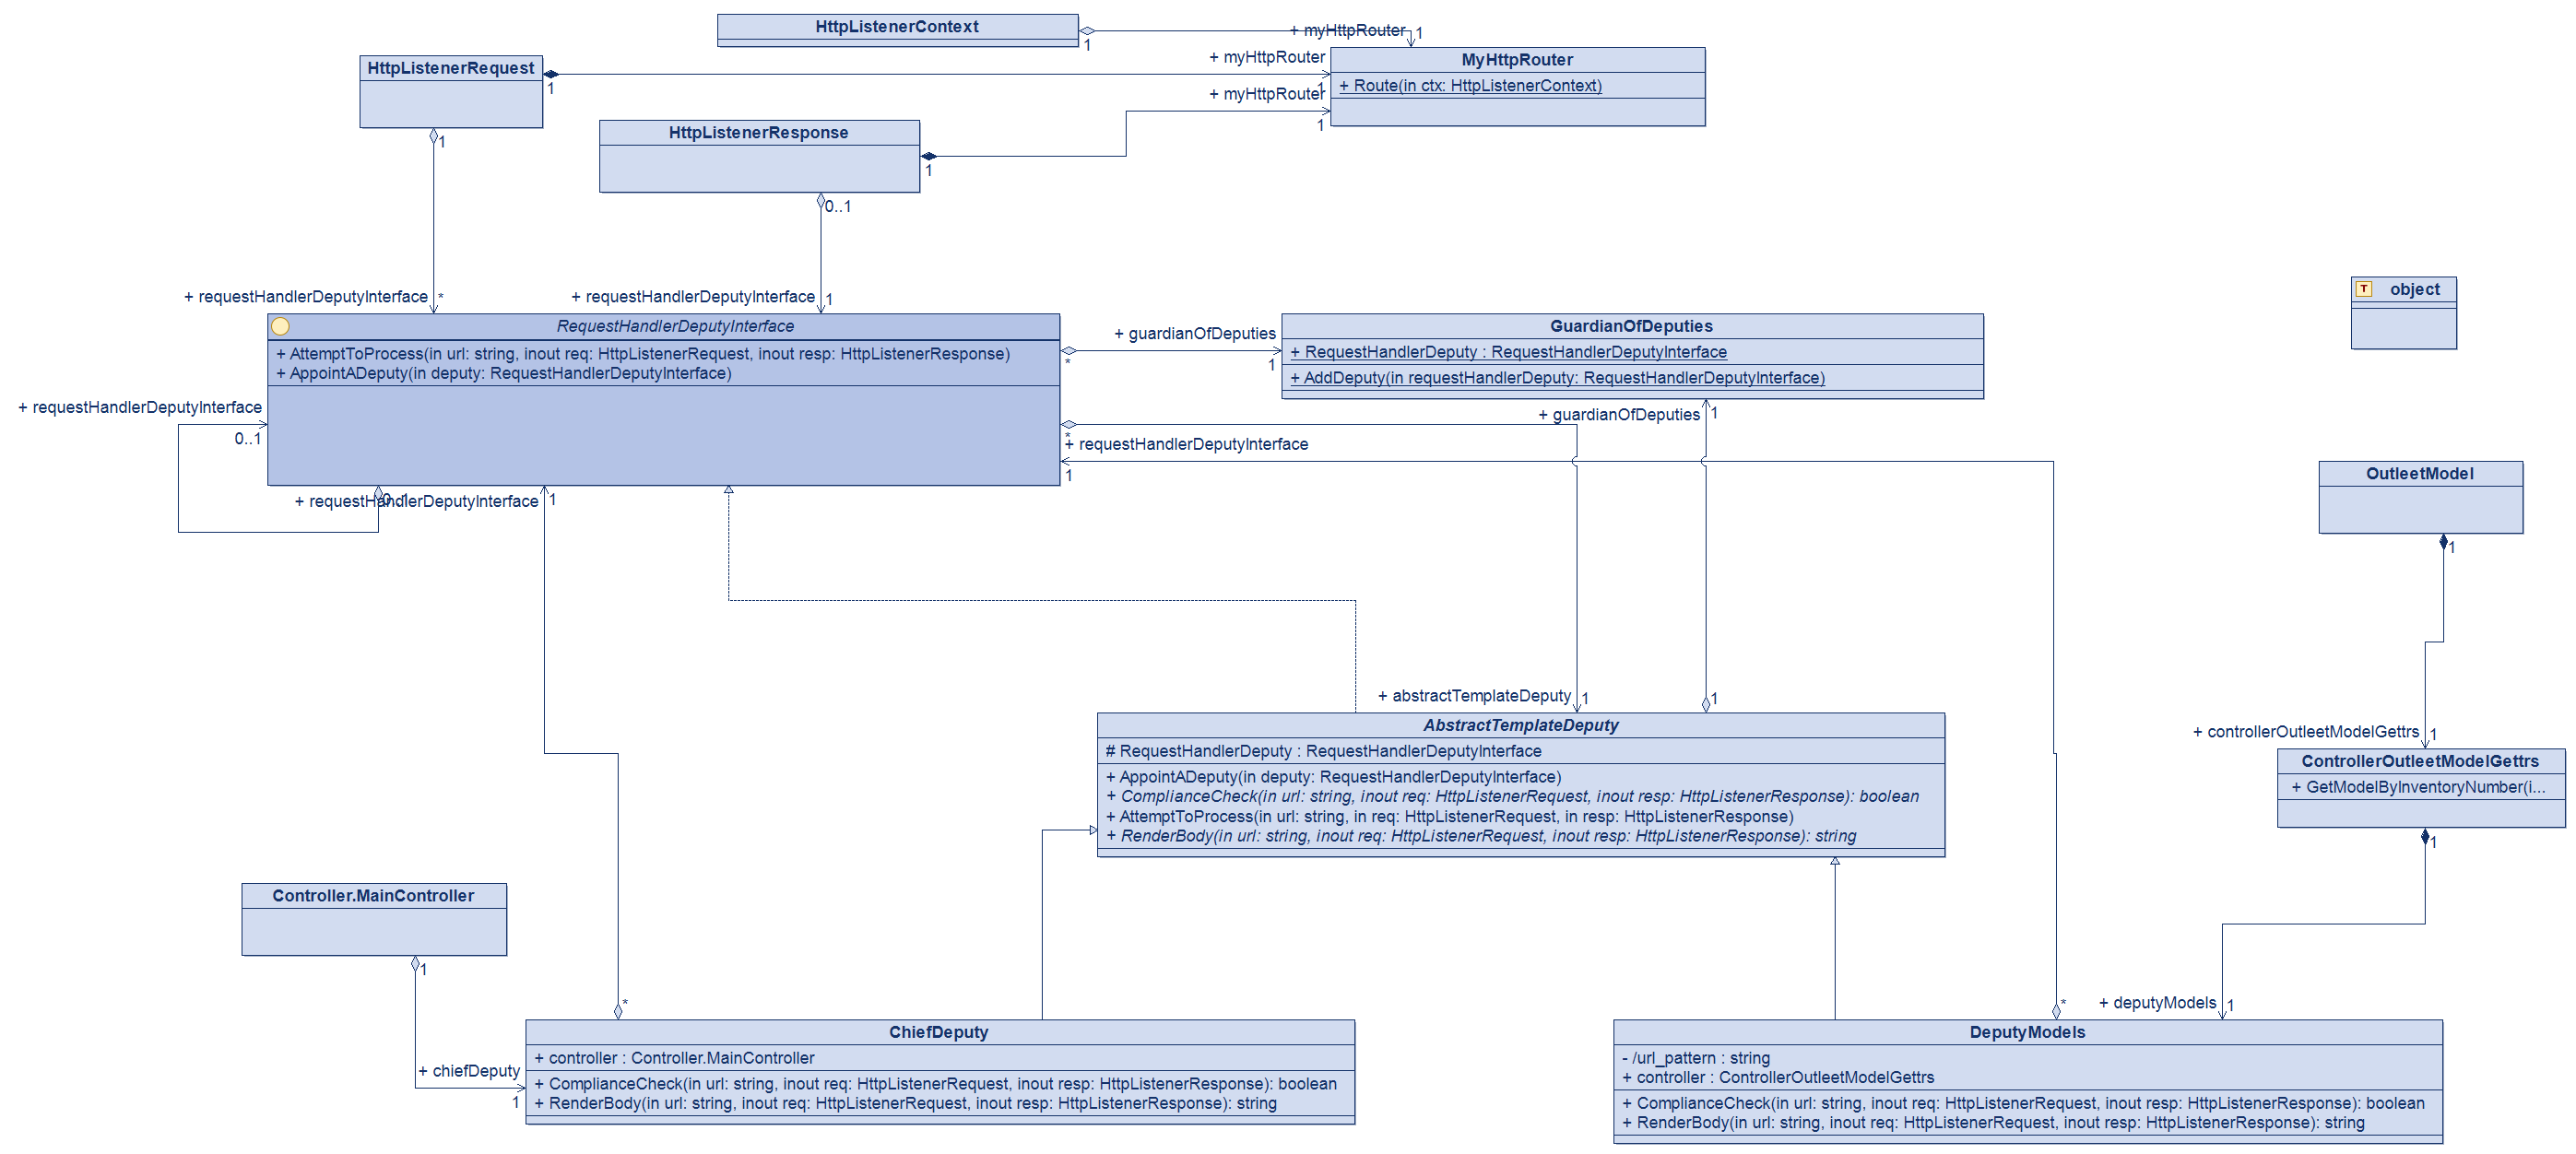 HttpListenerContext
1
+ myHttpRouter
1
HttpListenerRequest
1
+ myHttpRouter
1
MyHttpRouter
+ Route(in ctx: HttpListenerContext)
+ myHttpRouter
1
HttpListenerResponse
1
1
0..1
+ requestHandlerDeputyInterface
*
+ requestHandlerDeputyInterface
1
T
object
RequestHandlerDeputyInterface
+ AttemptToProcess(in url: string, inout req: HttpListenerRequest, inout resp: HttpListenerResponse)
+ AppointADeputy(in deputy: RequestHandlerDeputyInterface)
*
+ guardianOfDeputies
1
GuardianOfDeputies
+ RequestHandlerDeputy : RequestHandlerDeputyInterface
+ AddDeputy(in requestHandlerDeputy: RequestHandlerDeputyInterface)
+ requestHandlerDeputyInterface
0..1
+ guardianOfDeputies
1
*
+ requestHandlerDeputyInterface
1
OutleetModel
1
0..1
+ requestHandlerDeputyInterface
1
+ abstractTemplateDeputy
1
1
AbstractTemplateDeputy
# RequestHandlerDeputy : RequestHandlerDeputyInterface
+ AppointADeputy(in deputy: RequestHandlerDeputyInterface)
+ ComplianceCheck(in url: string, inout req: HttpListenerRequest, inout resp: HttpListenerResponse): boolean
+ AttemptToProcess(in url: string, in req: HttpListenerRequest, in resp: HttpListenerResponse)
+ RenderBody(in url: string, inout req: HttpListenerRequest, inout resp: HttpListenerResponse): string
+ controllerOutleetModelGettrs
1
ControllerOutleetModelGettrs
+ GetModelByInventoryNumber(i...
1
Controller.MainController
1
+ chiefDeputy
1
*
ChiefDeputy
+ controller : Controller.MainController
+ ComplianceCheck(in url: string, inout req: HttpListenerRequest, inout resp: HttpListenerResponse): boolean
+ RenderBody(in url: string, inout req: HttpListenerRequest, inout resp: HttpListenerResponse): string
*
+ deputyModels
1
DeputyModels
- /url_pattern : string
+ controller : ControllerOutleetModelGettrs
+ ComplianceCheck(in url: string, inout req: HttpListenerRequest, inout resp: HttpListenerResponse): boolean
+ RenderBody(in url: string, inout req: HttpListenerRequest, inout resp: HttpListenerResponse): string